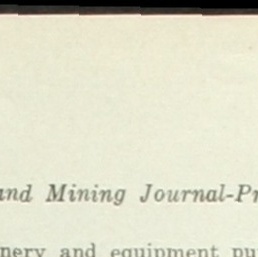 and Mining Journal-Pr
nery and equipment pu